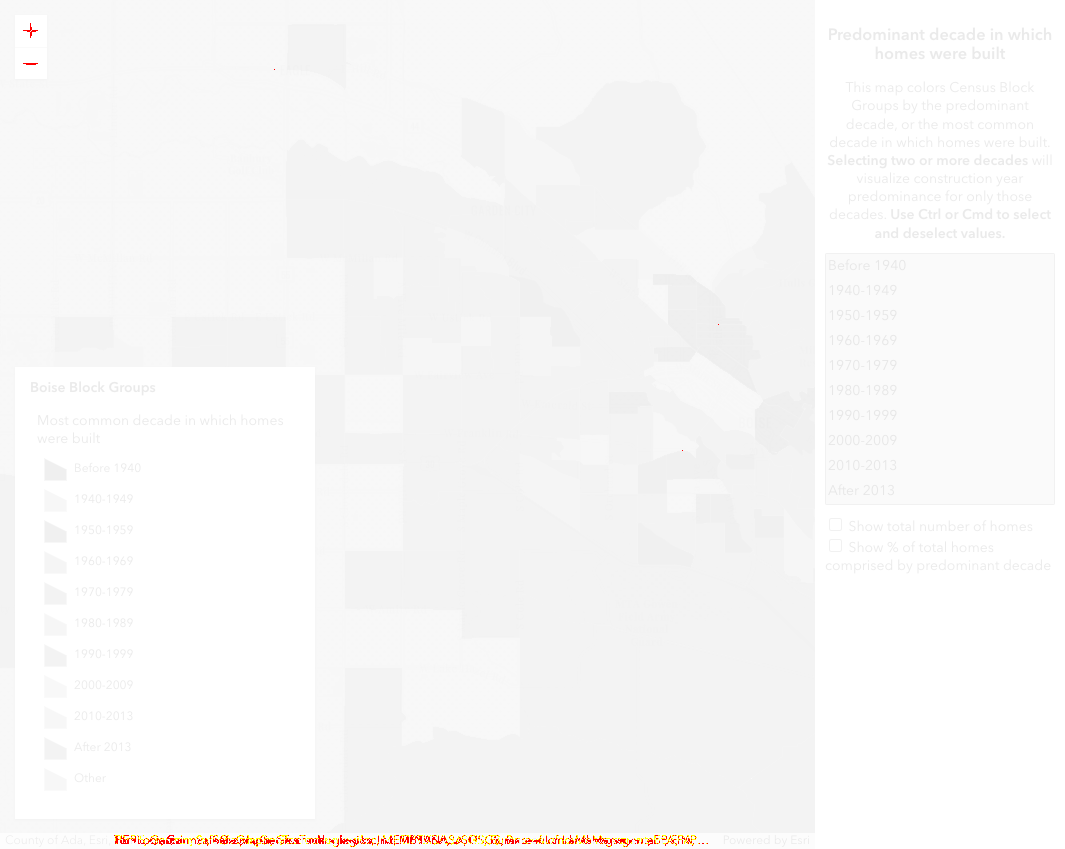 Predominant decade in which
homes were built
This map colors Census Block
Groups by the predominant
decade, or the most common
decade in which homes were built.
Selecting two or more decades will
visualize construction year
predominance for only those
decades. Use Ctrl or Cmd to select
and deselect values.
Before 1940
1940-1949
1950-1959
1960-1969
1970-1979
1980-1989
1990-1999
2000-2009
2010-2013
After 2013
Show total number of homes
Show % of total homes
comprised by predominant decade
Boise Block Groups
Most common decade in which homes
were built
Before 1940
1940-1949
1950-1959
1960-1969
1970-1979
1980-1989
1990-1999
2000-2009
2010-2013
After 2013
Other
County of Ada, Esri,
Powered by Esri